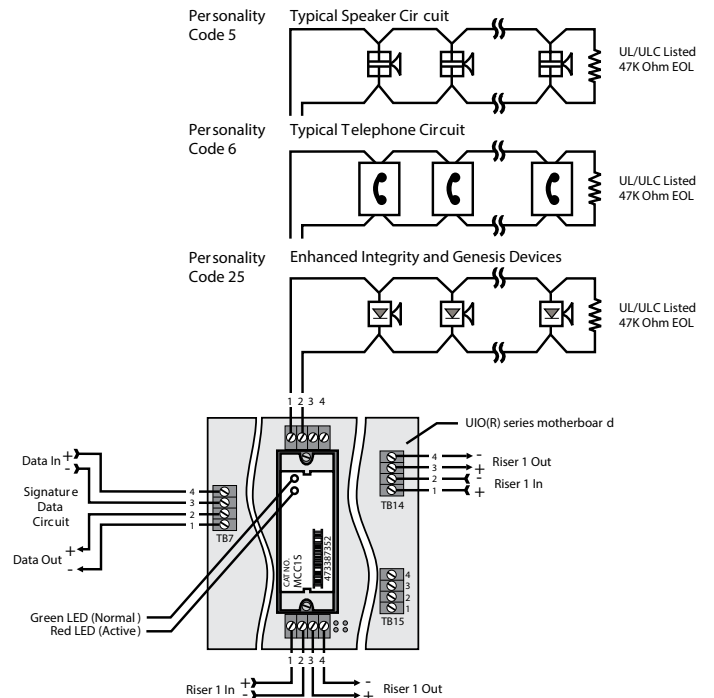 Personality Code 5
Typical Speaker Cir cuit
UL/ULC Listed
47K Ohm EOL
Personality Code 6
Typical Telephone Circuit
UL/ULC Listed
47K Ohm EOL
Personality Code 25
Enhanced Integrity and Genesis Devices
UL/ULC Listed
47K Ohm EOL
1 2 3 4
UIO(R) series motherboar d
Data In + -
Signature
Data
Circuit
Data Out + -
4
3
2
1
TB7
4 - Riser 1 Out
3 +
2 - Riser 1 In
1 +
TB14
CAT NO.
MCC1S
473387352
4
3
2
1
TB15
Green LED (Normal)
Red LED (Active)
1 2 3 4
Riser 1 In + -
- + Riser 1 Out